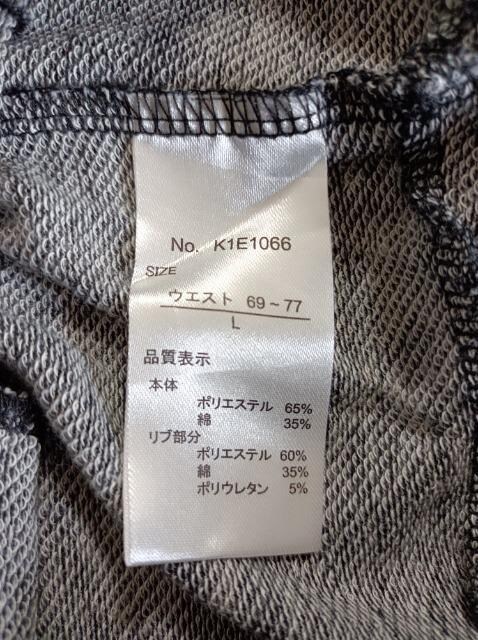 No. K1E1066
SIZE
ウエスト 69~77
L
品質表示
本体
ポリエステル 65%
綿 35%
リブ部分
ポリエステル 60%
綿 35%
ポリウレタン 5%